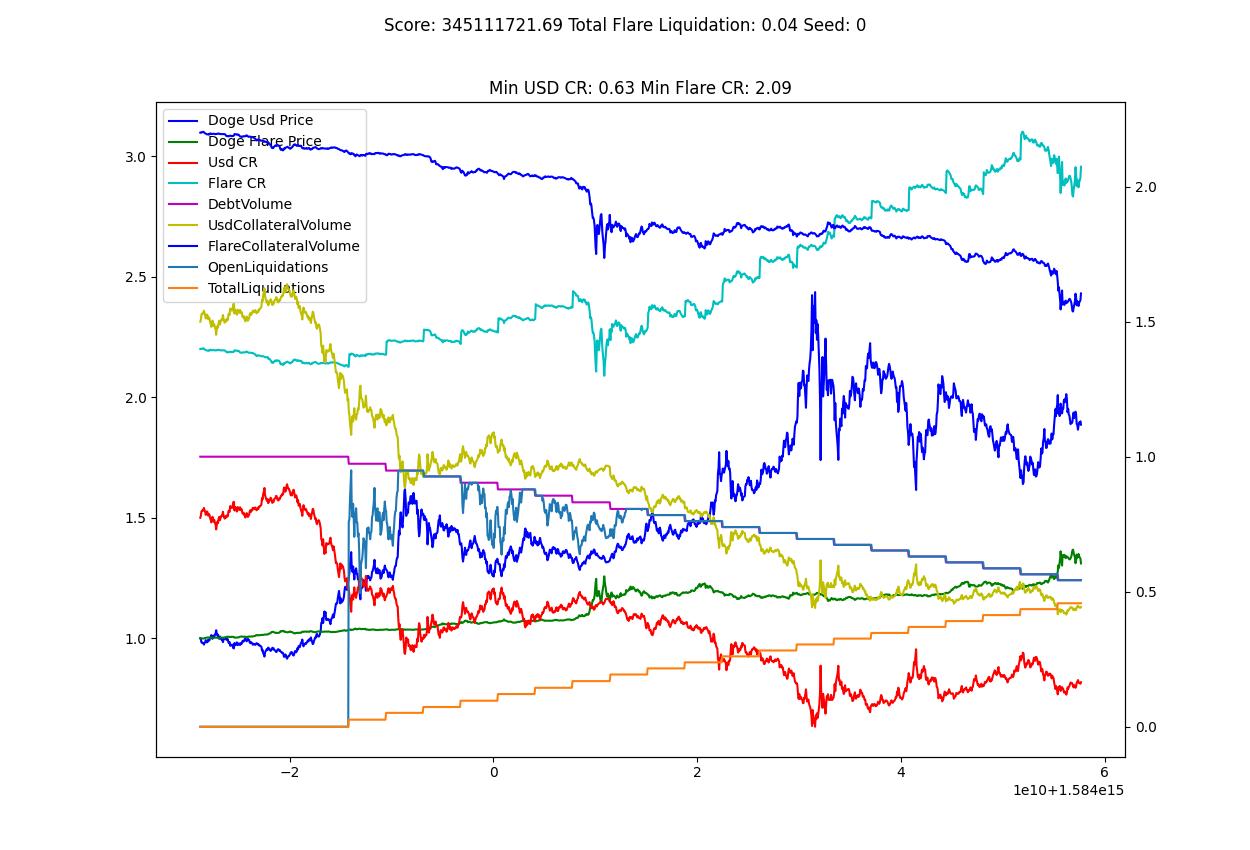 Score: 345111721.69 Total Flare Liquidation: 0.04 Seed: 0
Min USD CR: 0.63 Min Flare CR: 2.09
Doge Usd Price
Doge Flare Price
Usd CR
Flare CR
DebtVolume
UsdCollateralVolume
FlareCollateralVolume
OpenLiquidations
TotalLiquidations
3.0
2.5
2.0
1.5
1.0
2.0
1.5
1.0
0.5
0.0
−2 0 2 4 6
1e10+1.584e15